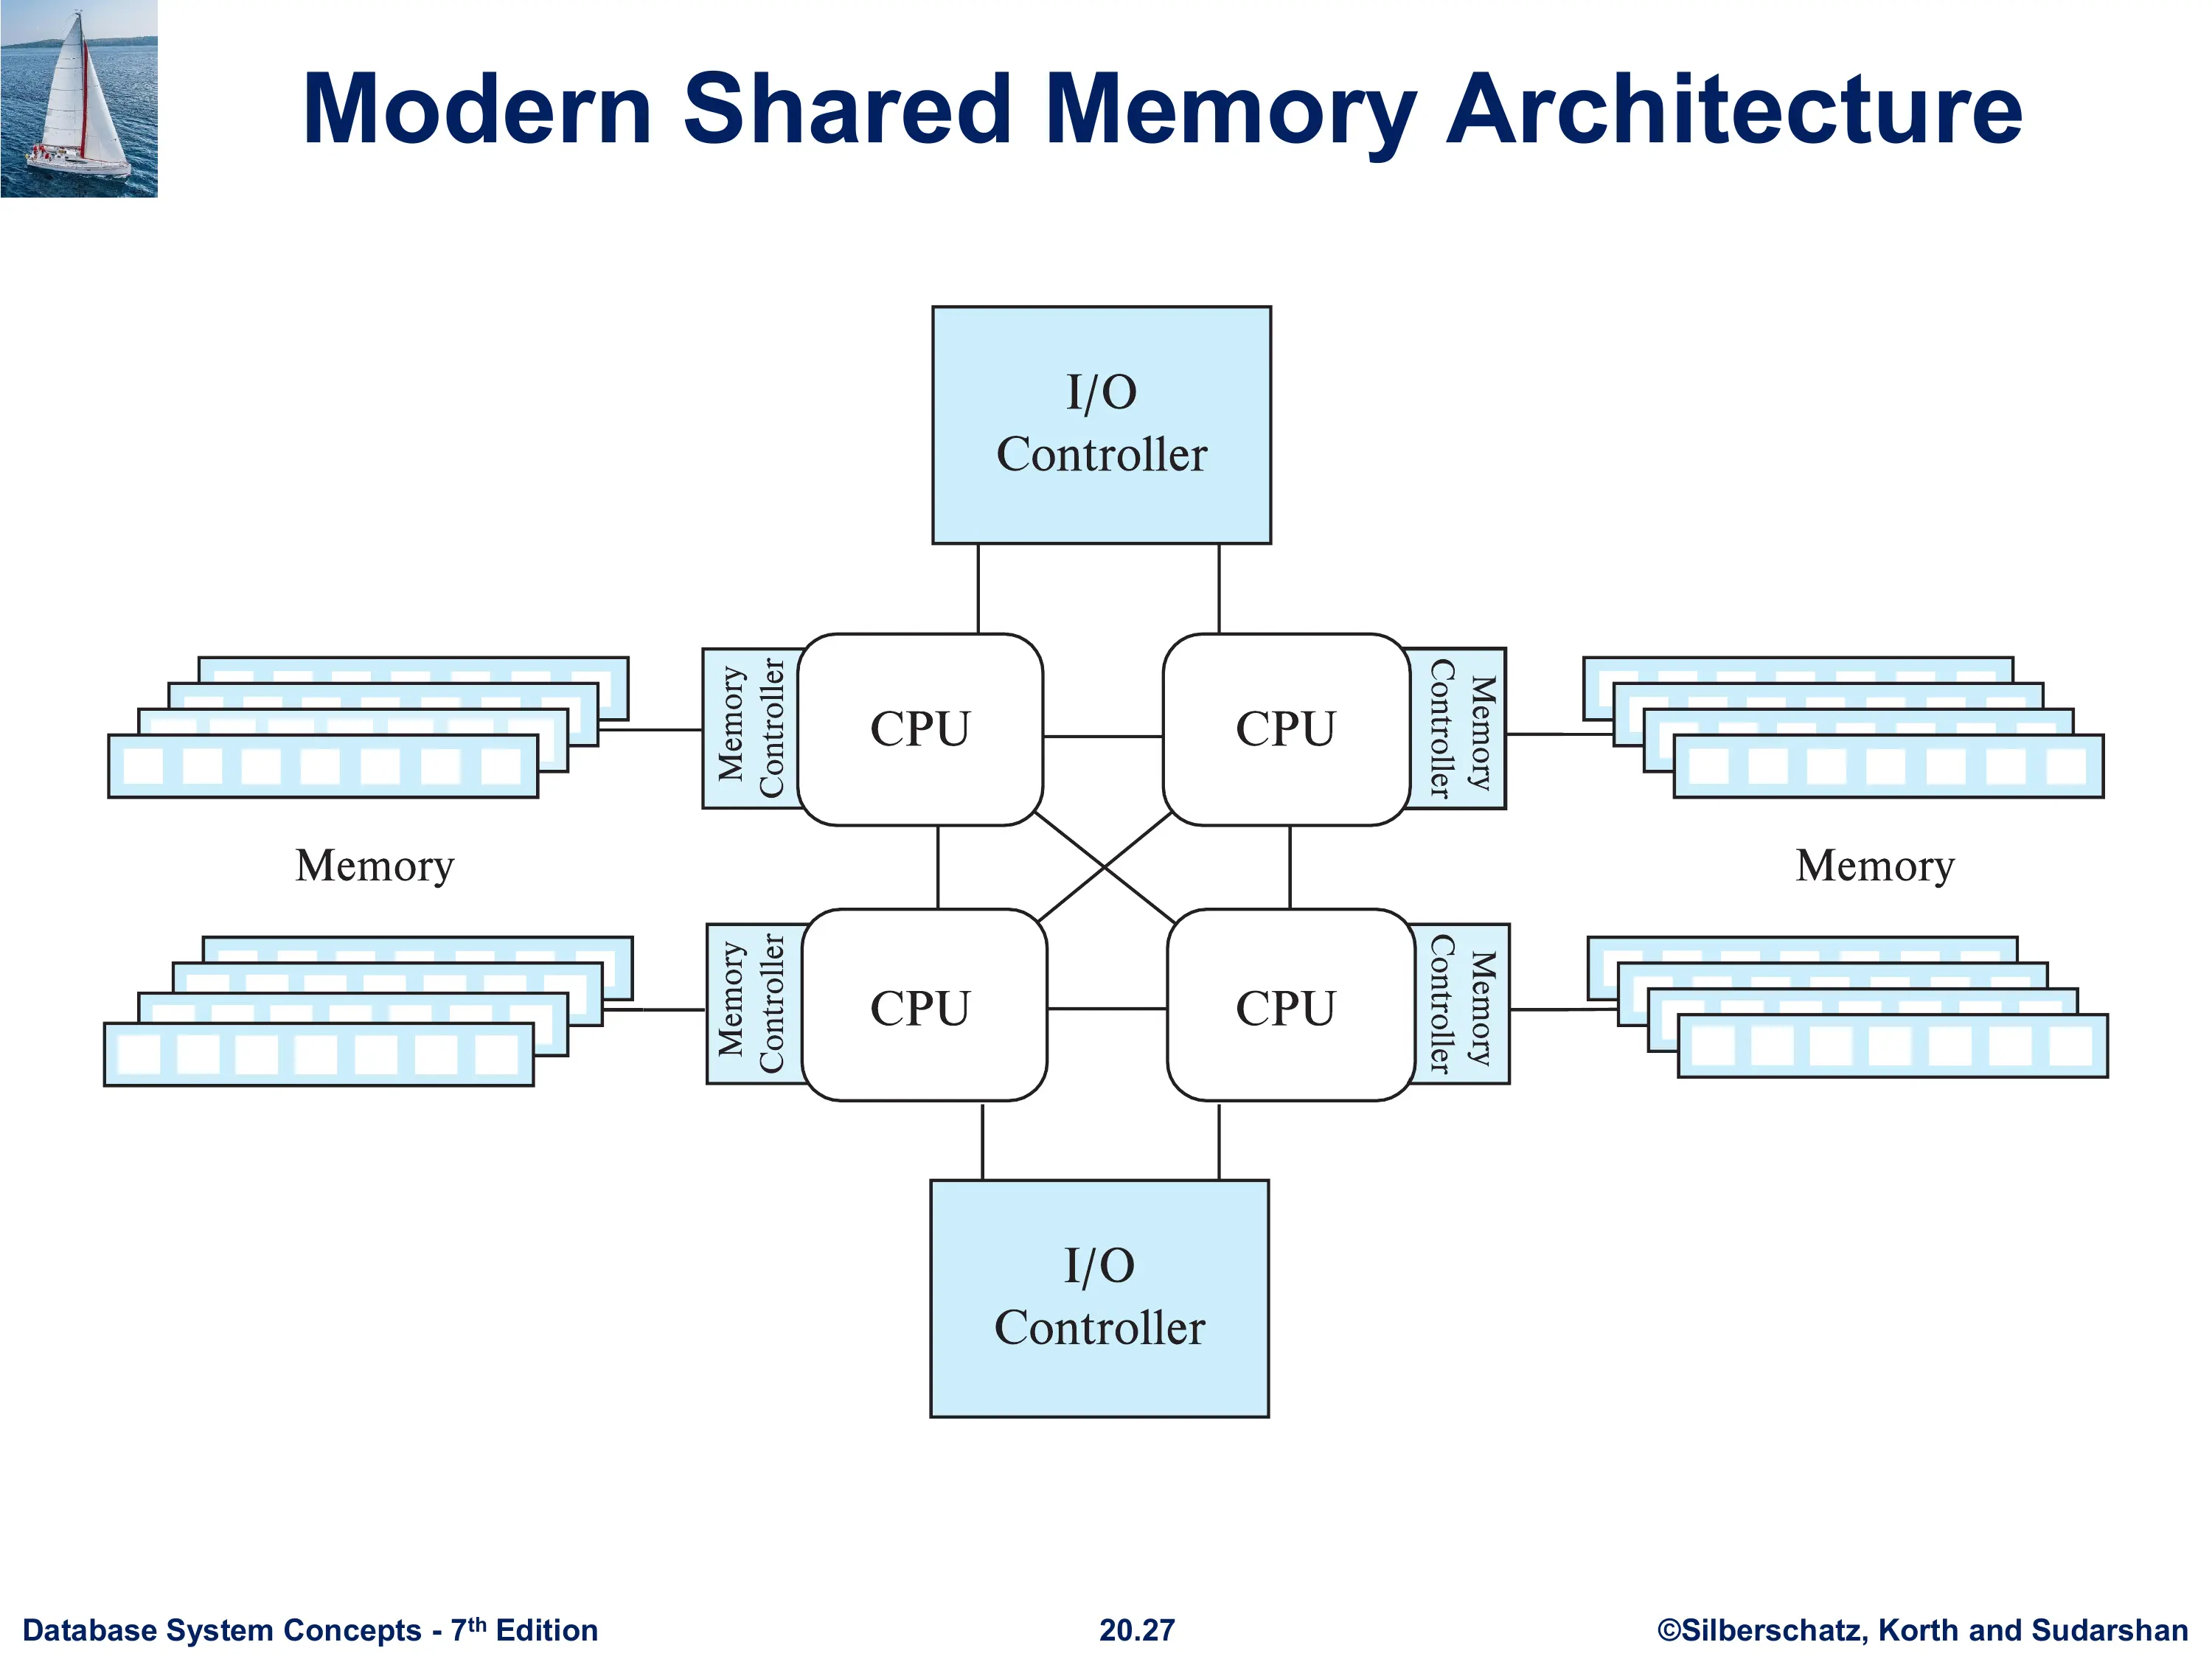 Modern Shared Memory Architecture
I/O
Controller
Memory
Controller
CPU
CPU
Memory
Controller
Memory
Memory
Memory
Controller
CPU
CPU
Memory
Controller
I/O
Controller
Database System Concepts - 7th Edition
20.27
©Silberschatz, Korth and Sudarshan